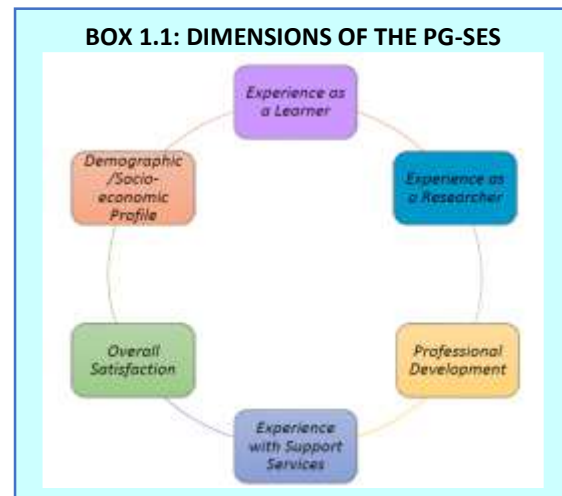 BOX 1.1: DIMENSIONS OF THE PG-SES
Experience as
a Learner
Experience as
a Researcher
Professional
Development
Experience
with Support
Services
Overall
Satisfaction
Demographic
/Socio-
economic
Profile